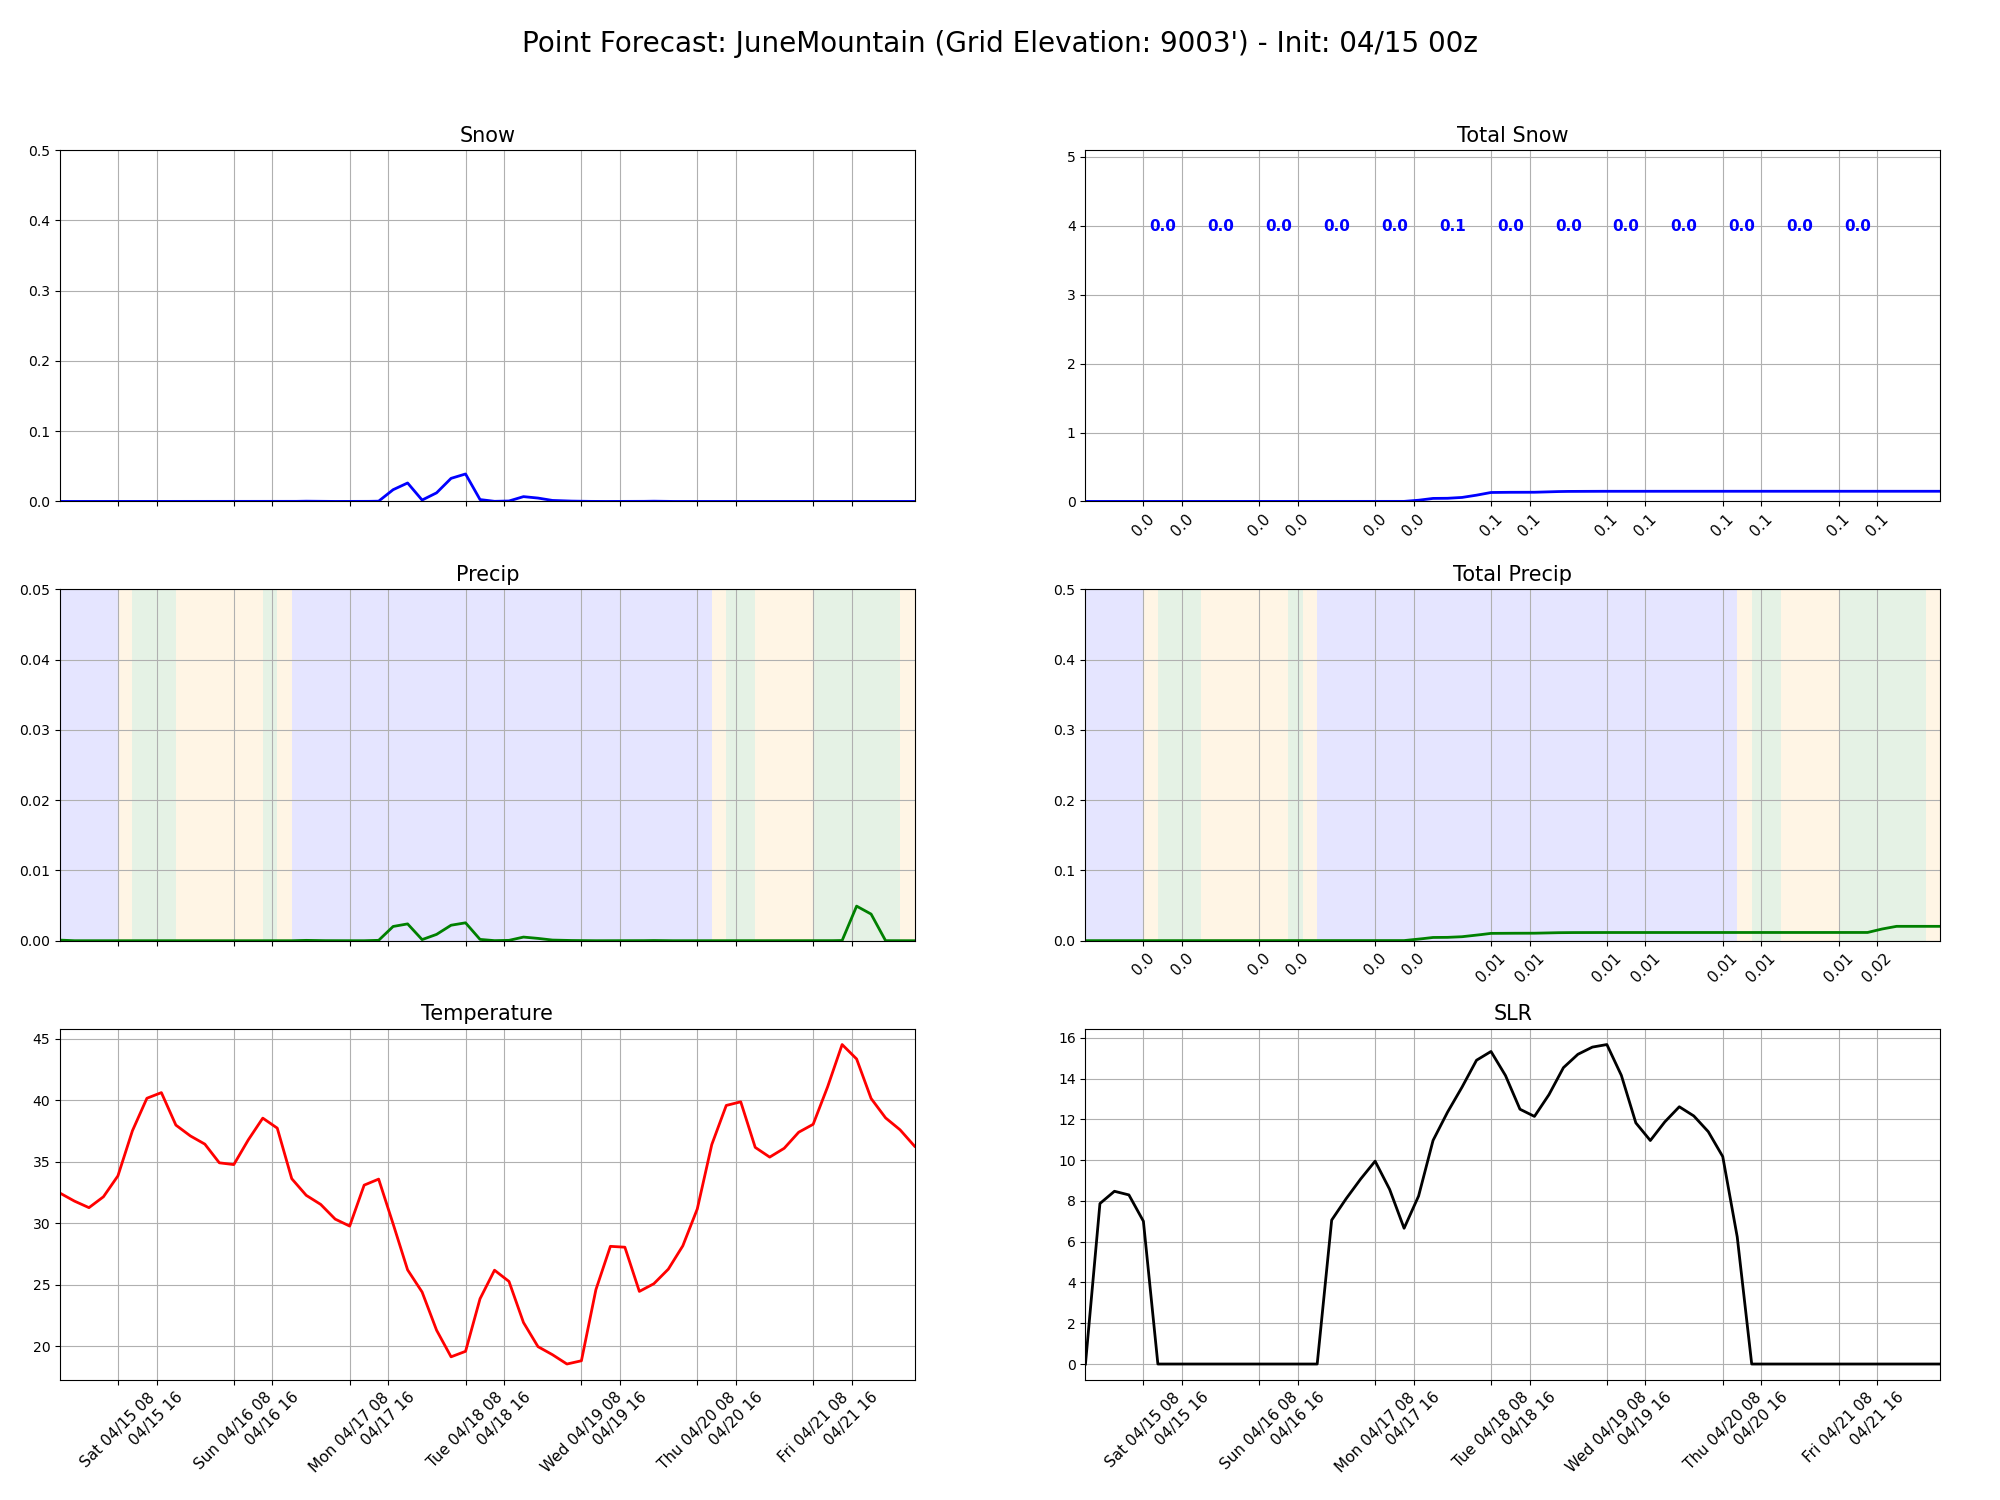 Point Forecast: JuneMountain (Grid Elevation: 9003') - Init: 04/15 00z
Snow
0.5
0.4
0.3
0.2
0.1
0.0
Total Snow
5
4
3
2
1
0
0.0 0.0 0.0 0.0 0.0 0.1 0.0 0.0 0.0 0.0 0.0 0.0 0.0
0.0 0.0 0.0 0.0 0.0 0.0 0.1 0.1 0.1 0.1 0.1 0.1 0.1 0.1
Precip
0.05
0.04
0.03
0.02
0.01
0.00
Total Precip
0.5
0.4
0.3
0.2
0.1
0.0
0.0 0.0 0.0 0.0 0.0 0.0 0.01 0.01 0.01 0.01 0.01 0.01 0.01 0.02
Temperature
45
40
35
30
25
20
Sat 04/15 08
04/15 16
Sun 04/16 08
04/16 16
Mon 04/17 08
04/17 16
Tue 04/18 08
04/18 16
Wed 04/19 08
04/19 16
Thu 04/20 08
04/20 16
Fri 04/21 08
04/21 16
SLR
16
14
12
10
8
6
4
2
0
Sat 04/15 08
04/15 16
Sun 04/16 08
04/16 16
Mon 04/17 08
04/17 16
Tue 04/18 08
04/18 16
Wed 04/19 08
04/19 16
Thu 04/20 08
04/20 16
Fri 04/21 08
04/21 16